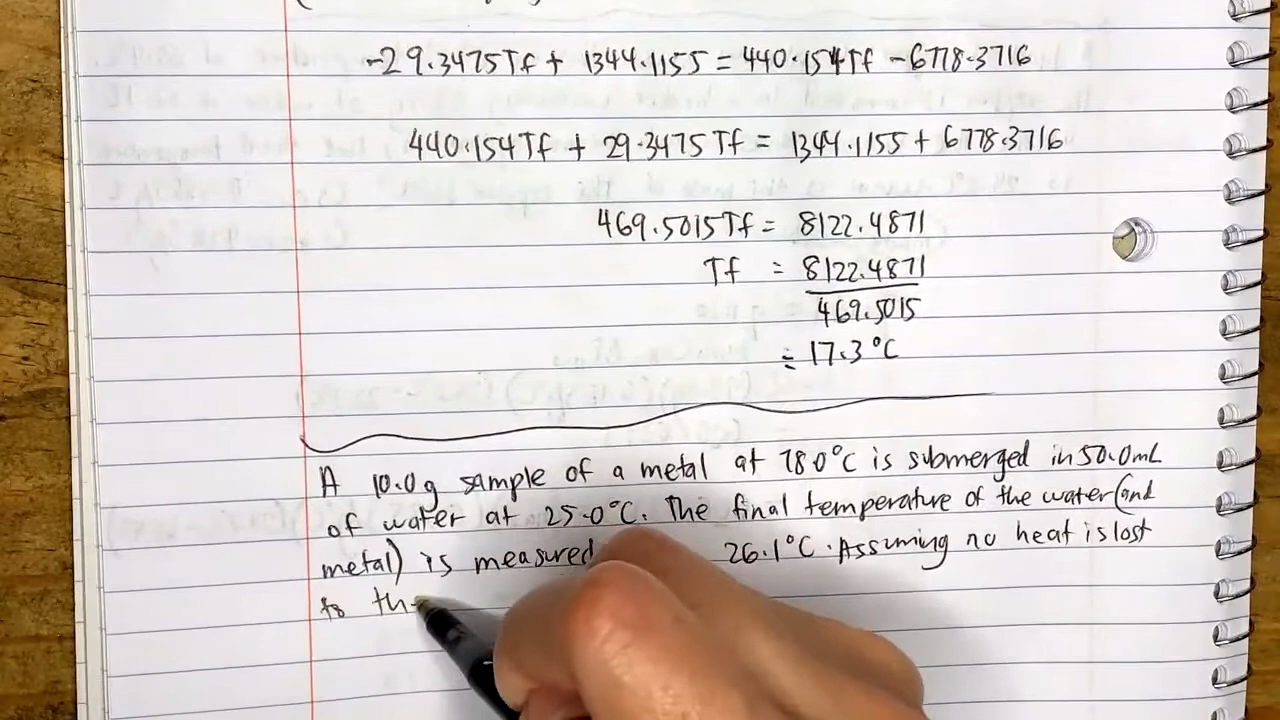 -29.3475Tf + 1344.1155 = 440.154Tf -6778.3716
440.154Tf + 29.3475Tf = 1344.1155 + 6778.3716
469.5015Tf = 8122.4871
Tf = 8122.4871
469.5015
= 17.3°C
A 10.0g sample of a metal at 78.0°C is submerged in 50.0mL
of water at 25.0°C. The final temperature of the water (and
metal) is measured 26.1°C. Assuming no heat is lost
to the